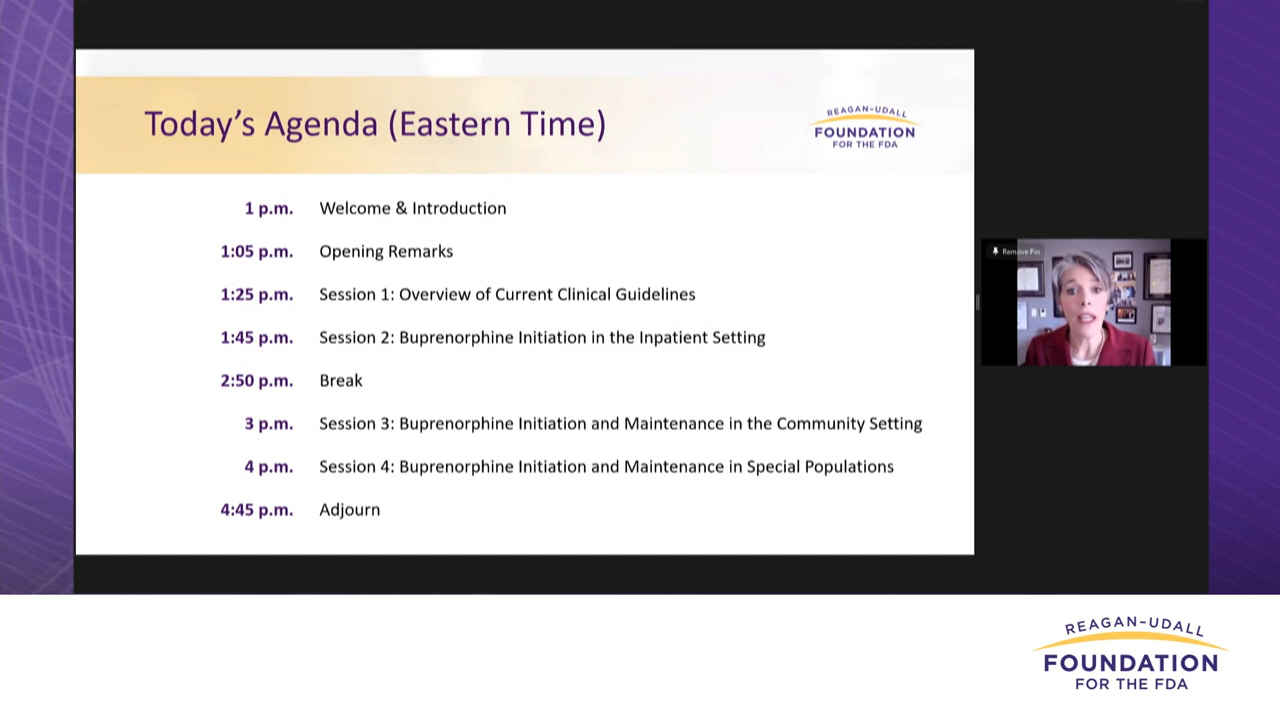 Today's Agenda (Eastern Time)
REAGAN-UDALL
FOUNDATION
FOR THE FDA
1 p.m. Welcome & Introduction
1:05 p.m. Opening Remarks
1:25 p.m. Session 1: Overview of Current Clinical Guidelines
1:45 p.m. Session 2: Buprenorphine Initiation in the Inpatient Setting
2:50 p.m. Break
3 p.m. Session 3: Buprenorphine Initiation and Maintenance in the Community Setting
4 p.m. Session 4: Buprenorphine Initiation and Maintenance in Special Populations
4:45 p.m. Adjourn
Remove Pin
REAGAN-UDALL
FOUNDATION
FOR THE FDA